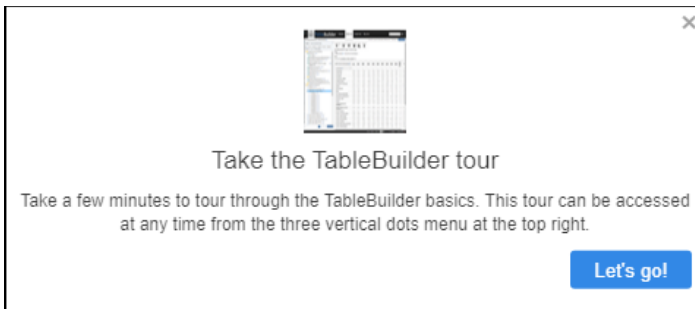 Take the TableBuilder tour
Take a few minutes to tour through the TableBuilder basics. This tour can be accessed
at any time from the three vertical dots menu at the top right.
Let's go!